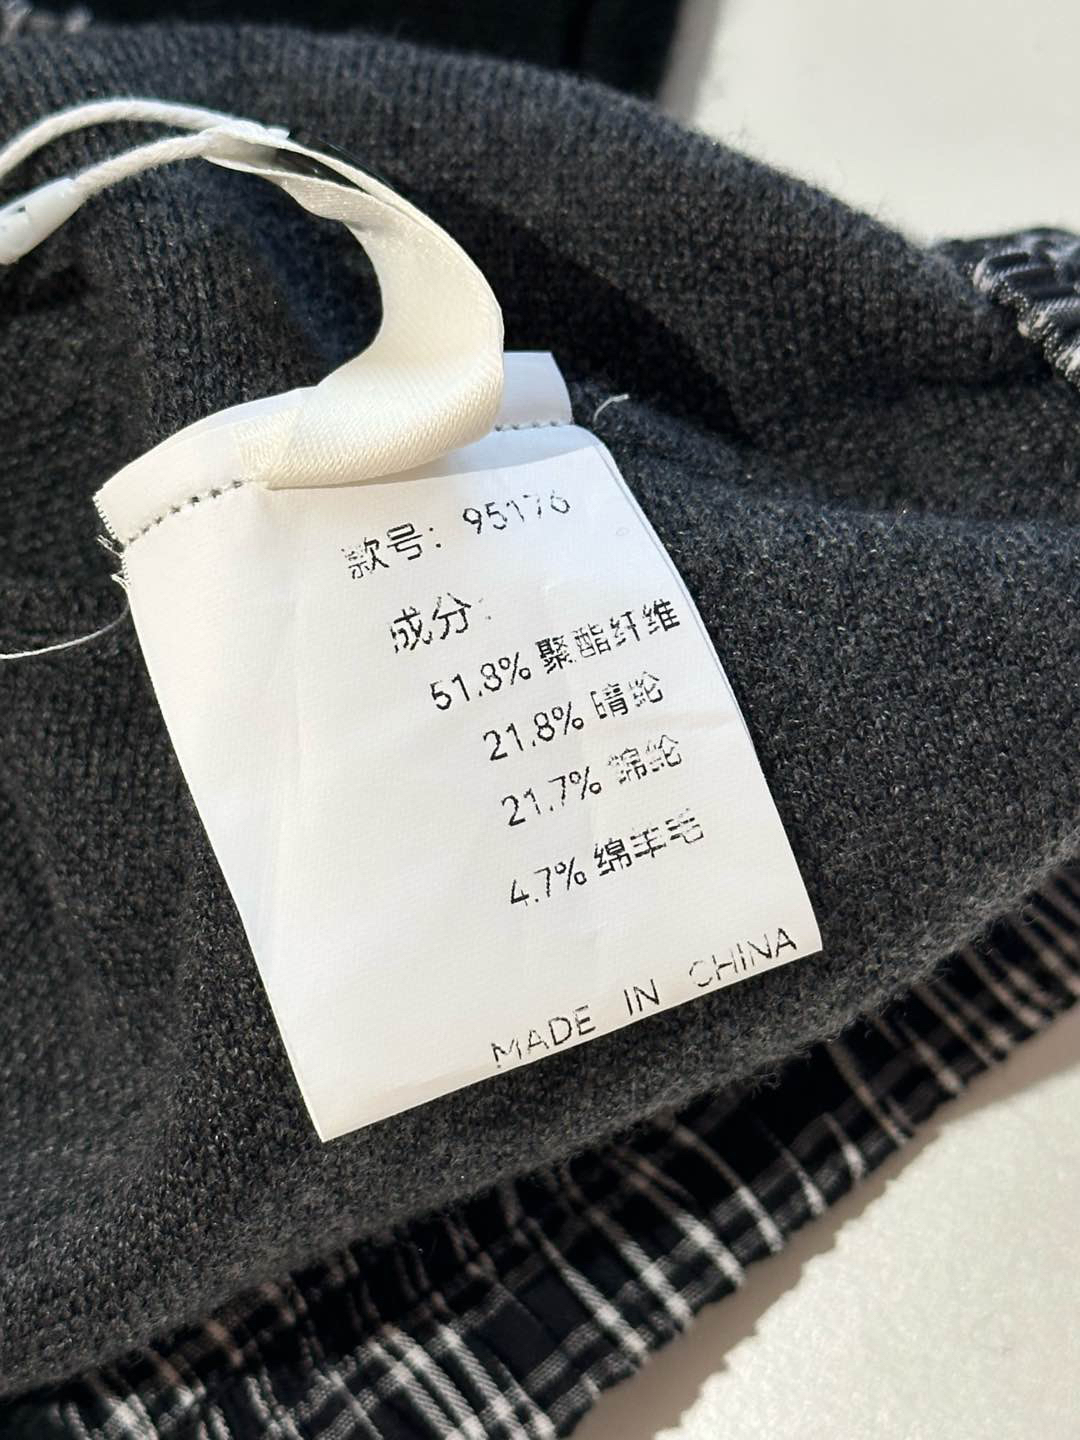 款号: 95176
成分:
51.8% 聚酯纤维
21.8% 晴纶
21.7% 锦纶
4.7% 绵羊毛
MADE IN CHINA